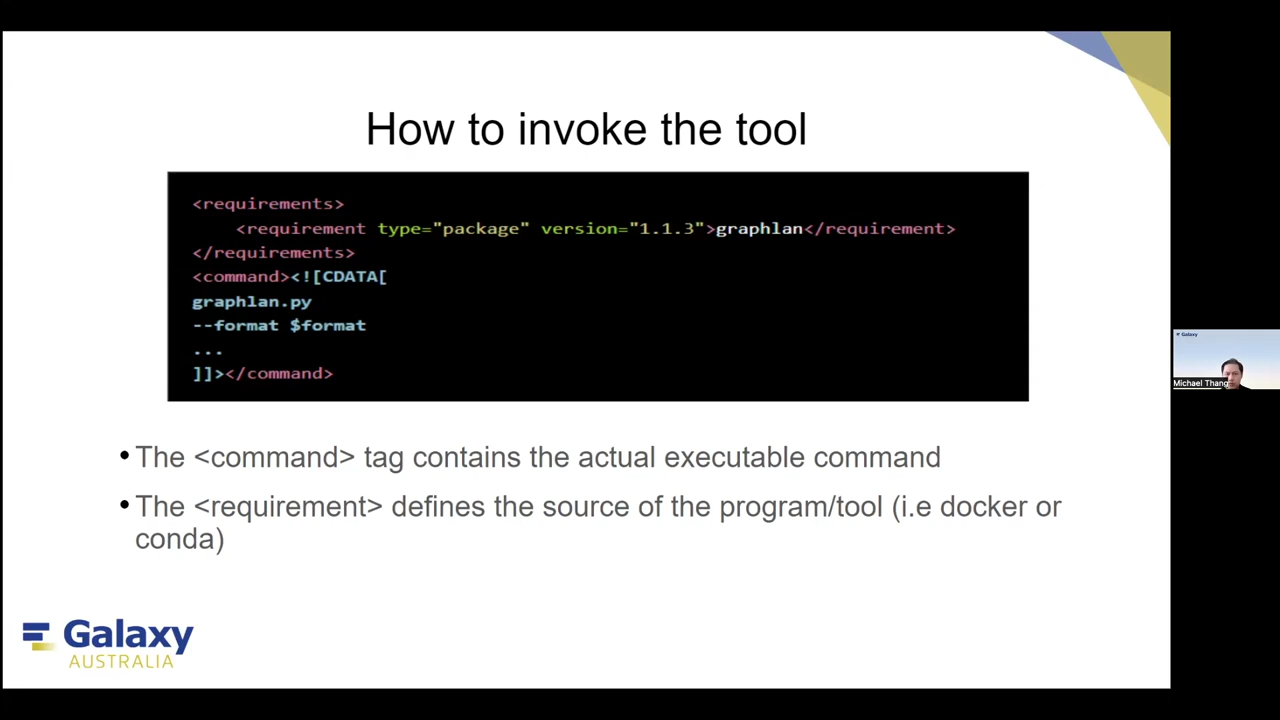 How to invoke the tool
<requirements>
<requirement type="package" version="1.1.3">graphlan</requirement>
</requirements>
<command><![CDATA[
graphlan.py
--format $format
...
]]></command>
• The <command> tag contains the actual executable command
• The <requirement> defines the source of the program/tool (i.e docker or
conda)
Galaxy
AUSTRALIA
Galaxy
Michael Thang